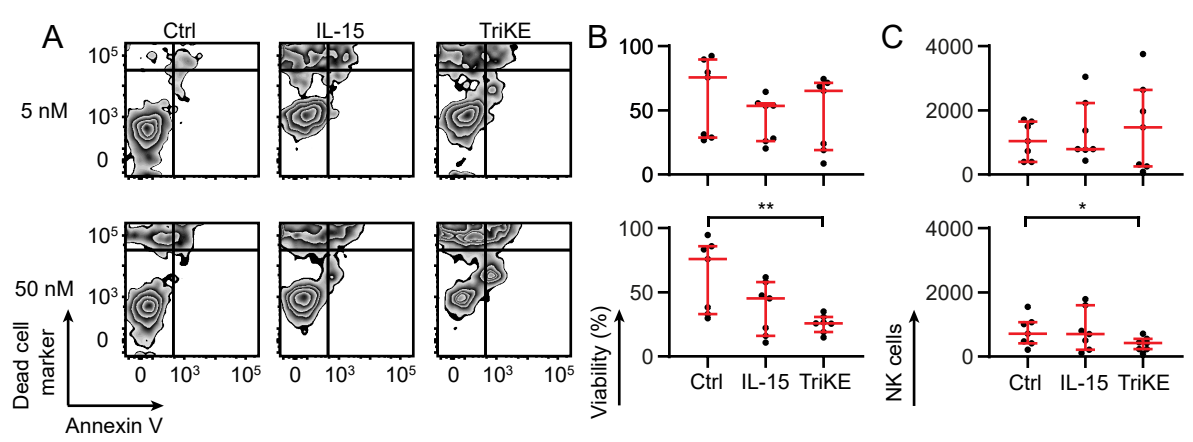 A
Ctrl
IL-15
TriKE
5 nM
10⁵
10³
0
50 nM
10⁵
10³
0
Dead cell
marker
0
10³
10⁵
0
10³
10⁵
0
10³
10⁵
Annexin V
B
100
50
0
**
100
50
0
Viability (%)
Ctrl
IL-15
TriKE
C
4000
2000
0
*
4000
2000
0
NK cells
Ctrl
IL-15
TriKE